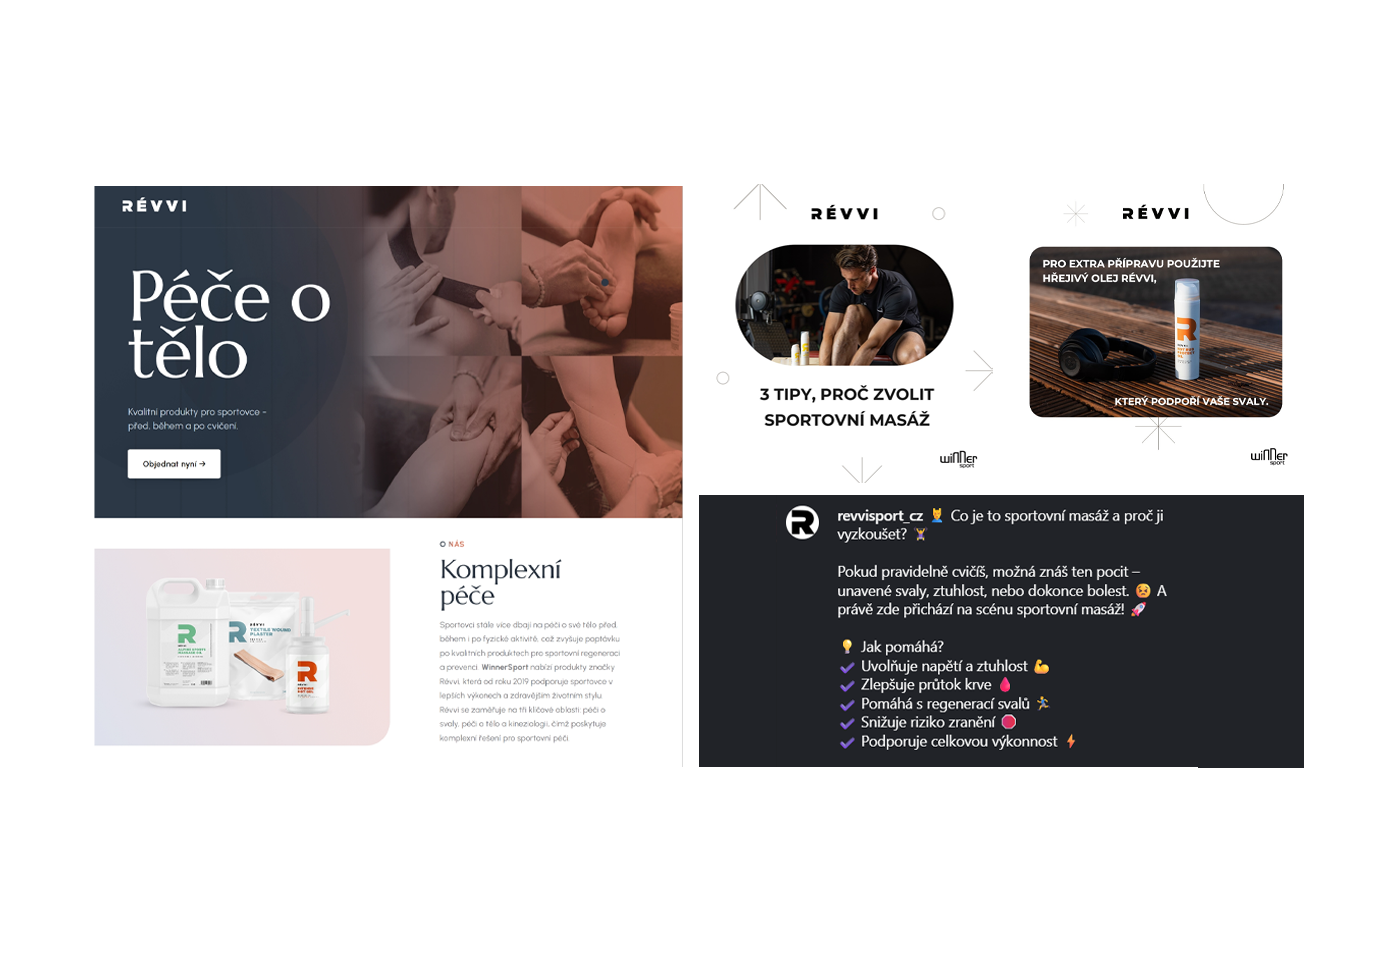 RÉVVI
Péče o
tělo
Kvalitní produkty pro sportovce -
před, během a po cvičení.
Objednat nyní →
O NÁS
Komplexní
péče
Sportovci stále více dbají na péči o své tělo před,
během i po fyzické aktivitě, což zvyšuje poptávku
po kvalitních produktech pro sportovní regeneraci
a prevenci. WinnerSport nabízí produkty značky
Révvi, která od roku 2019 podporuje sportovce v
lepších výkonech a zdravějším životním stylu.
Révvi se zaměřuje na tři klíčové oblasti: péči o
svaly, péči o tělo a kineziologii, čímž poskytuje
komplexní řešení pro sportovní péči.
R
R
RÉVVI
TEXTILE WOUND
PLASTER
R
RÉVVI
3 TIPY, PROČ ZVOLIT
SPORTOVNÍ MASÁŽ
winner
sport
RÉVVI
PRO EXTRA PŘÍPRAVU POUŽIJTE
HŘEJIVÝ OLEJ RÉVVI,
R
KTERÝ PODPOŘÍ VAŠE SVALY.
winner
sport
R
revvisport_cz 💆‍♂️ Co je to sportovní masáž a proč ji
vyzkoušet? 🏋️‍♀️
Pokud pravidelně cvičíš, možná znáš ten pocit –
unavené svaly, ztuhlost, nebo dokonce bolest. 😣 A
právě zde přichází na scénu sportovní masáž! 🚀
💡 Jak pomáhá?
✔️ Uvolňuje napětí a ztuhlost 💪
✔️ Zlepšuje průtok krve 🩸
✔️ Pomáhá s regenerací svalů 🏃‍♂️
✔️ Snižuje riziko zranění 🛑
✔️ Podporuje celkovou výkonnost ⚡